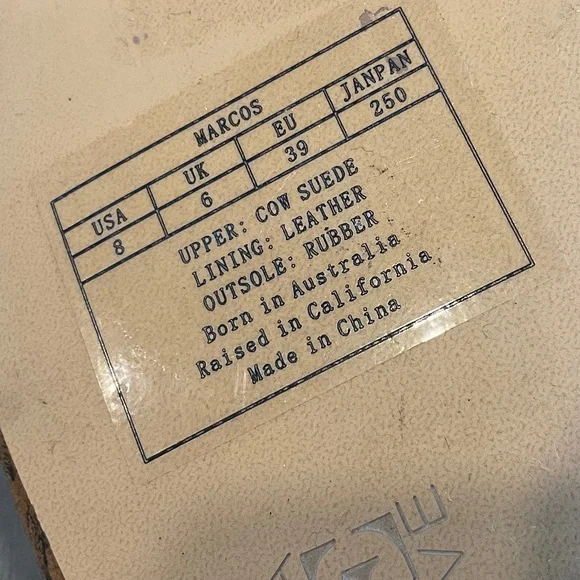 MARCOS
USA UK EU JANPAN
8 6 39 250
UPPER: COW SUEDE
LINING: LEATHER
OUTSOLE: RUBBER
Born in Australia
Raised in California
Made in China